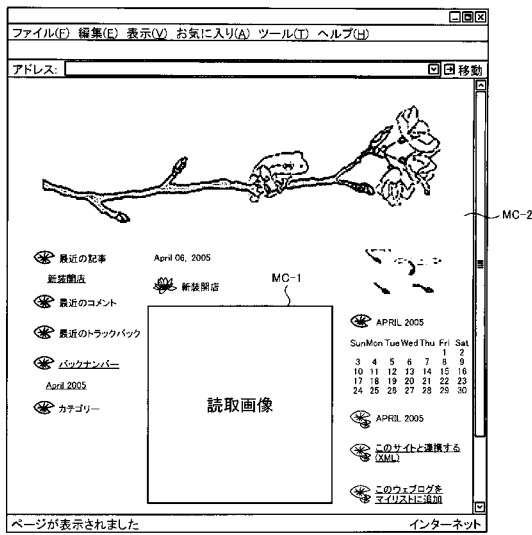 ファイル(F) 編集(E) 表示(V) お気に入り(A) ツール(T) ヘルプ(H)
アドレス: 移動
MC-2
最近の記事
新装開店
最近のコメント
最近のトラックバック
バックナンバー
April 2005
カテゴリー
April 06, 2005
新装開店
MC-1
読取画像
APRIL 2005
Sun Mon Tue Wed Thu Fri Sat
1 2
3 4 5 6 7 8 9
10 11 12 13 14 15 16
17 18 19 20 21 22 23
24 25 26 27 28 29 30
APRIL 2005
このサイトと連携する
(XML)
このウェブログを
マイリストに追加
ページが表示されました インターネット